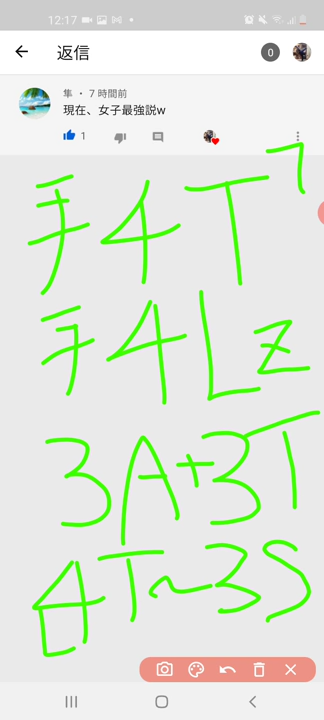 12:17
返信
0
隼 ・ 7 時間前
現在、女子最強説w
1
手4T
手4Lz
3A+3T
4T~3S